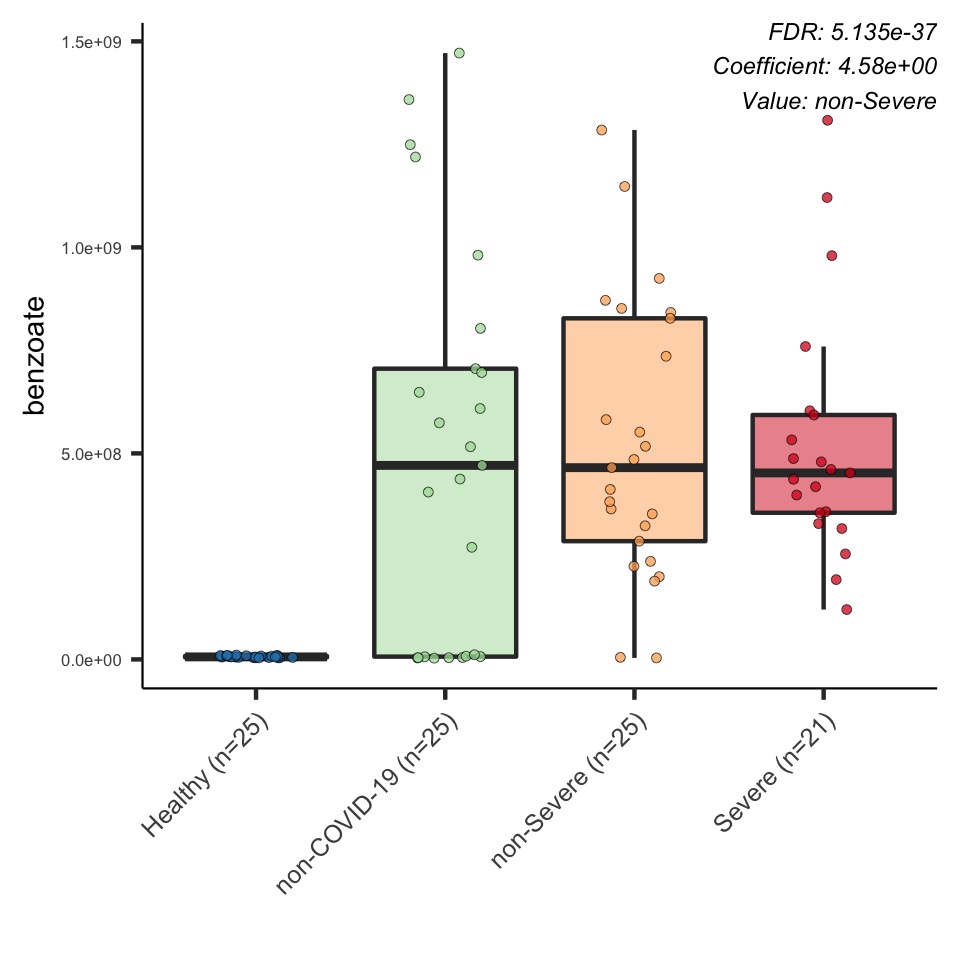 FDR: 5.135e-37
Coefficient: 4.58e+00
Value: non-Severe
1.5e+09
1.0e+09
5.0e+08
0.0e+00
benzoate
Healthy (n=25)
non-COVID-19 (n=25)
non-Severe (n=25)
Severe (n=21)